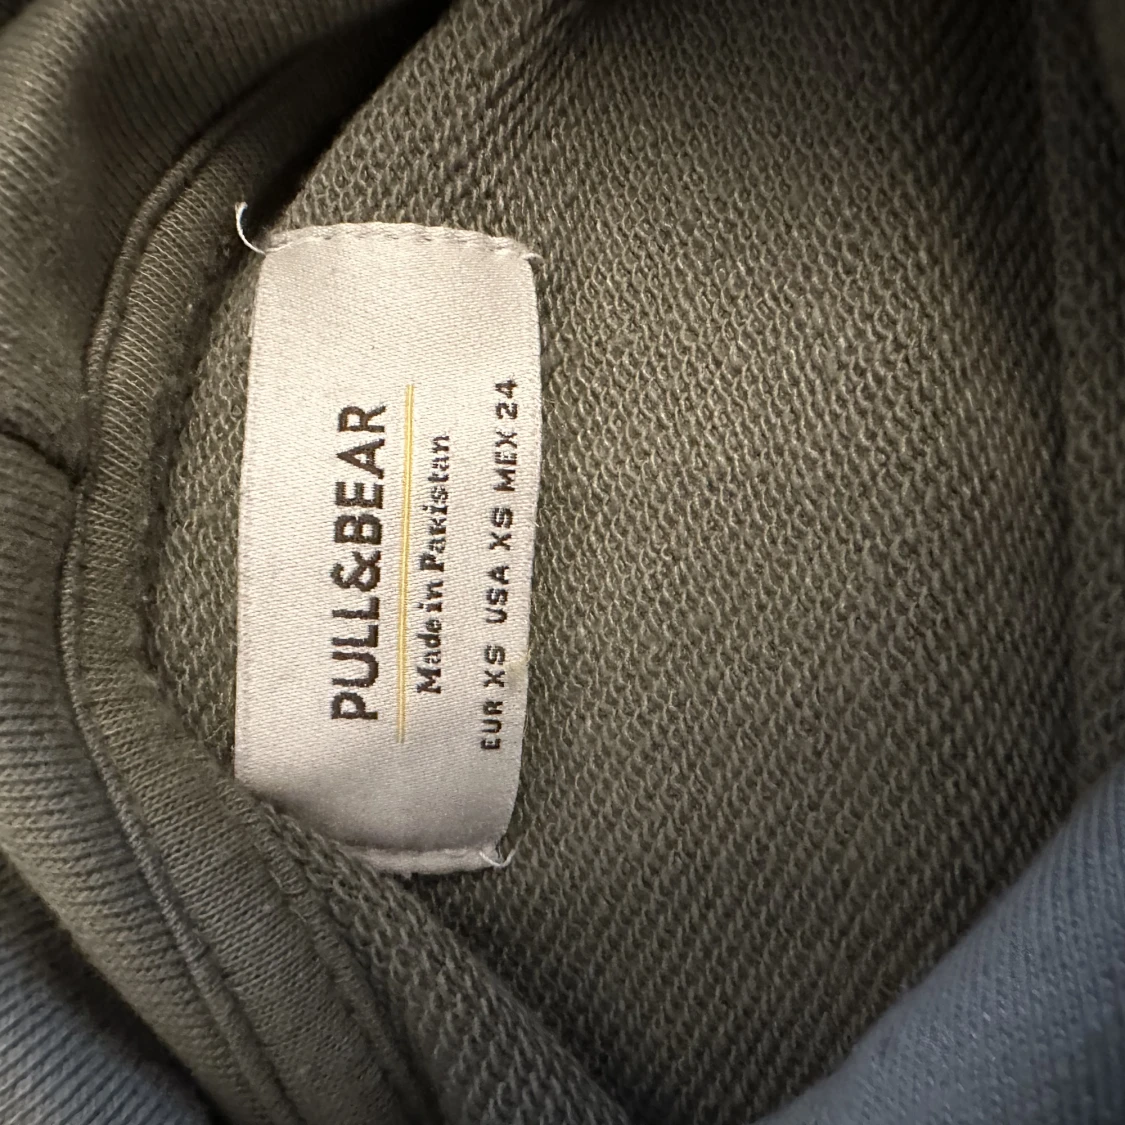 PULL&BEAR
Made in Pakistan
EUR XS USA XS MEX 24